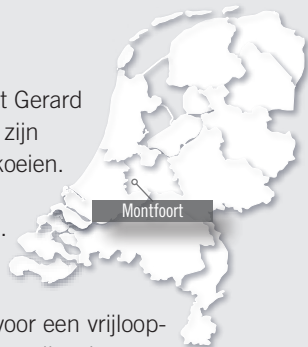 t Gerard
zijn
koeien.
Montfoort
voor een vrijloop-